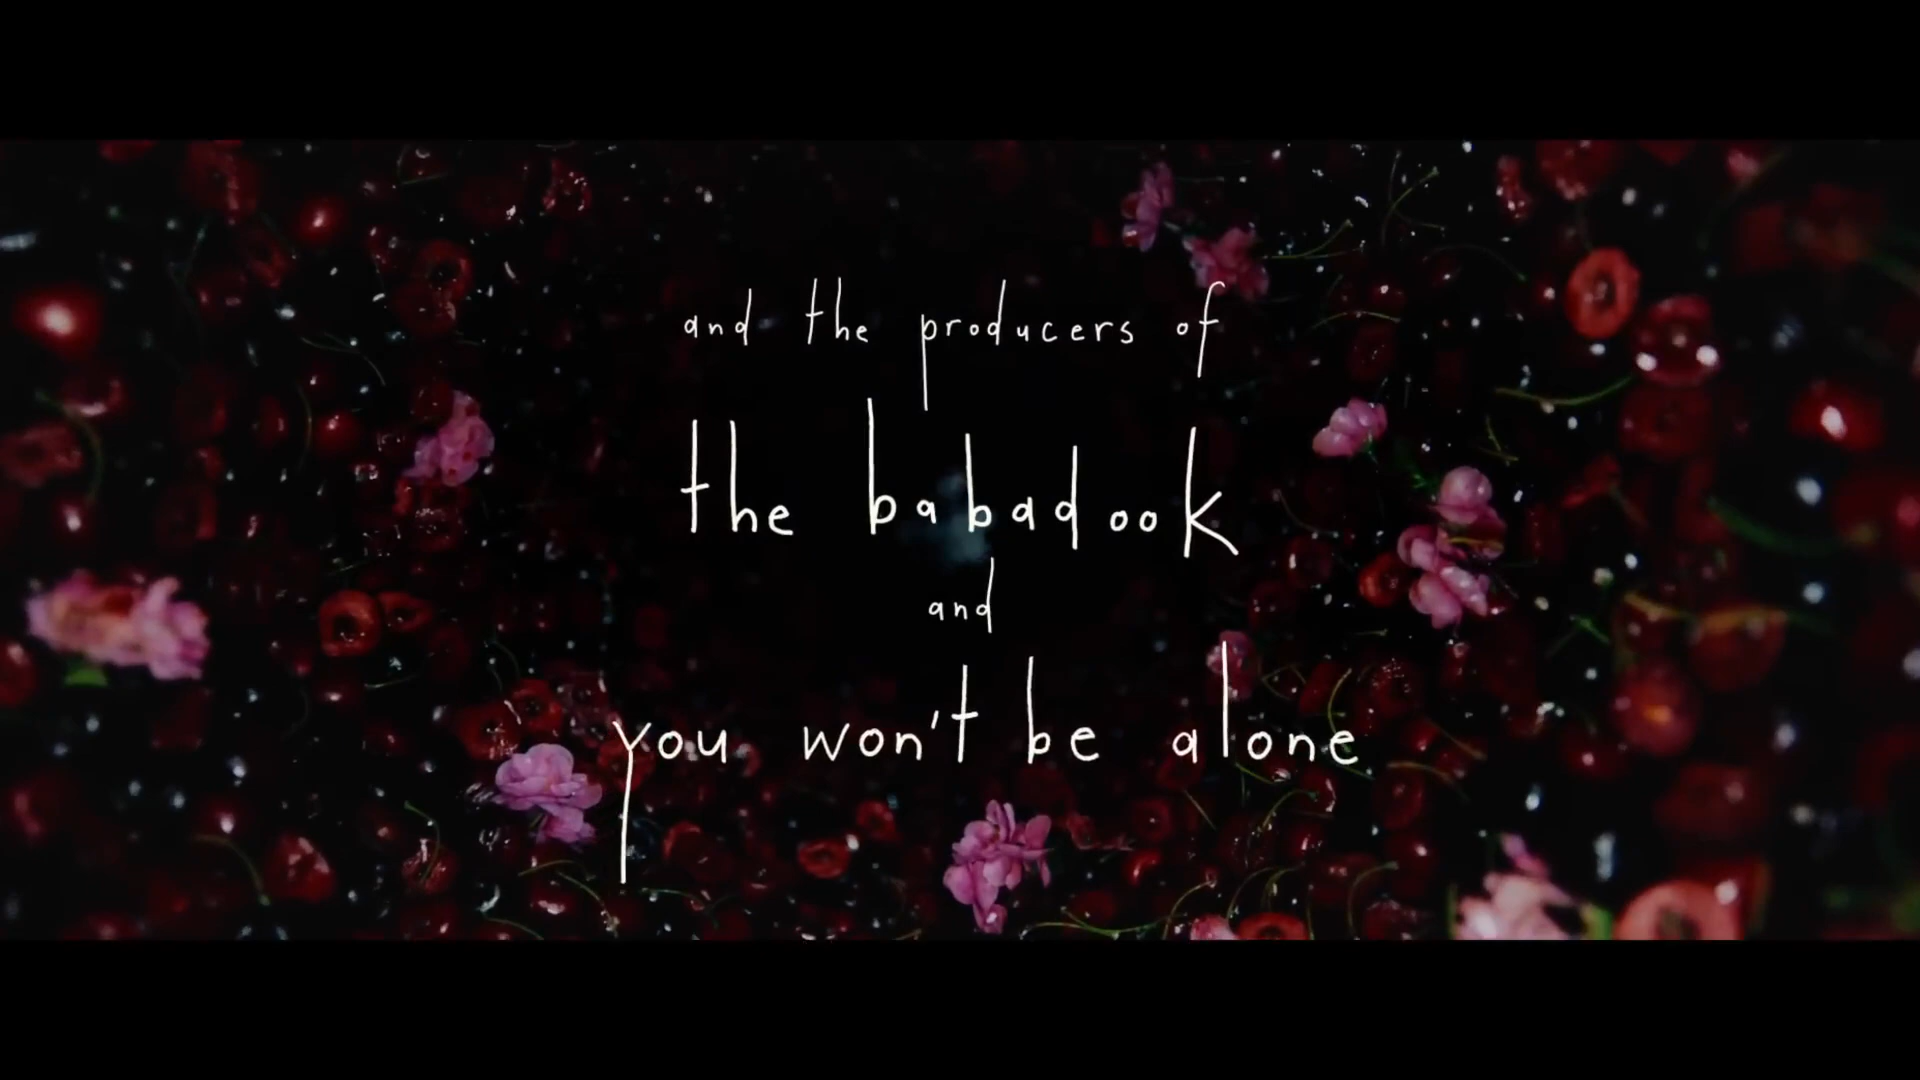 and the producers of
the babadook
and
you won't be alone